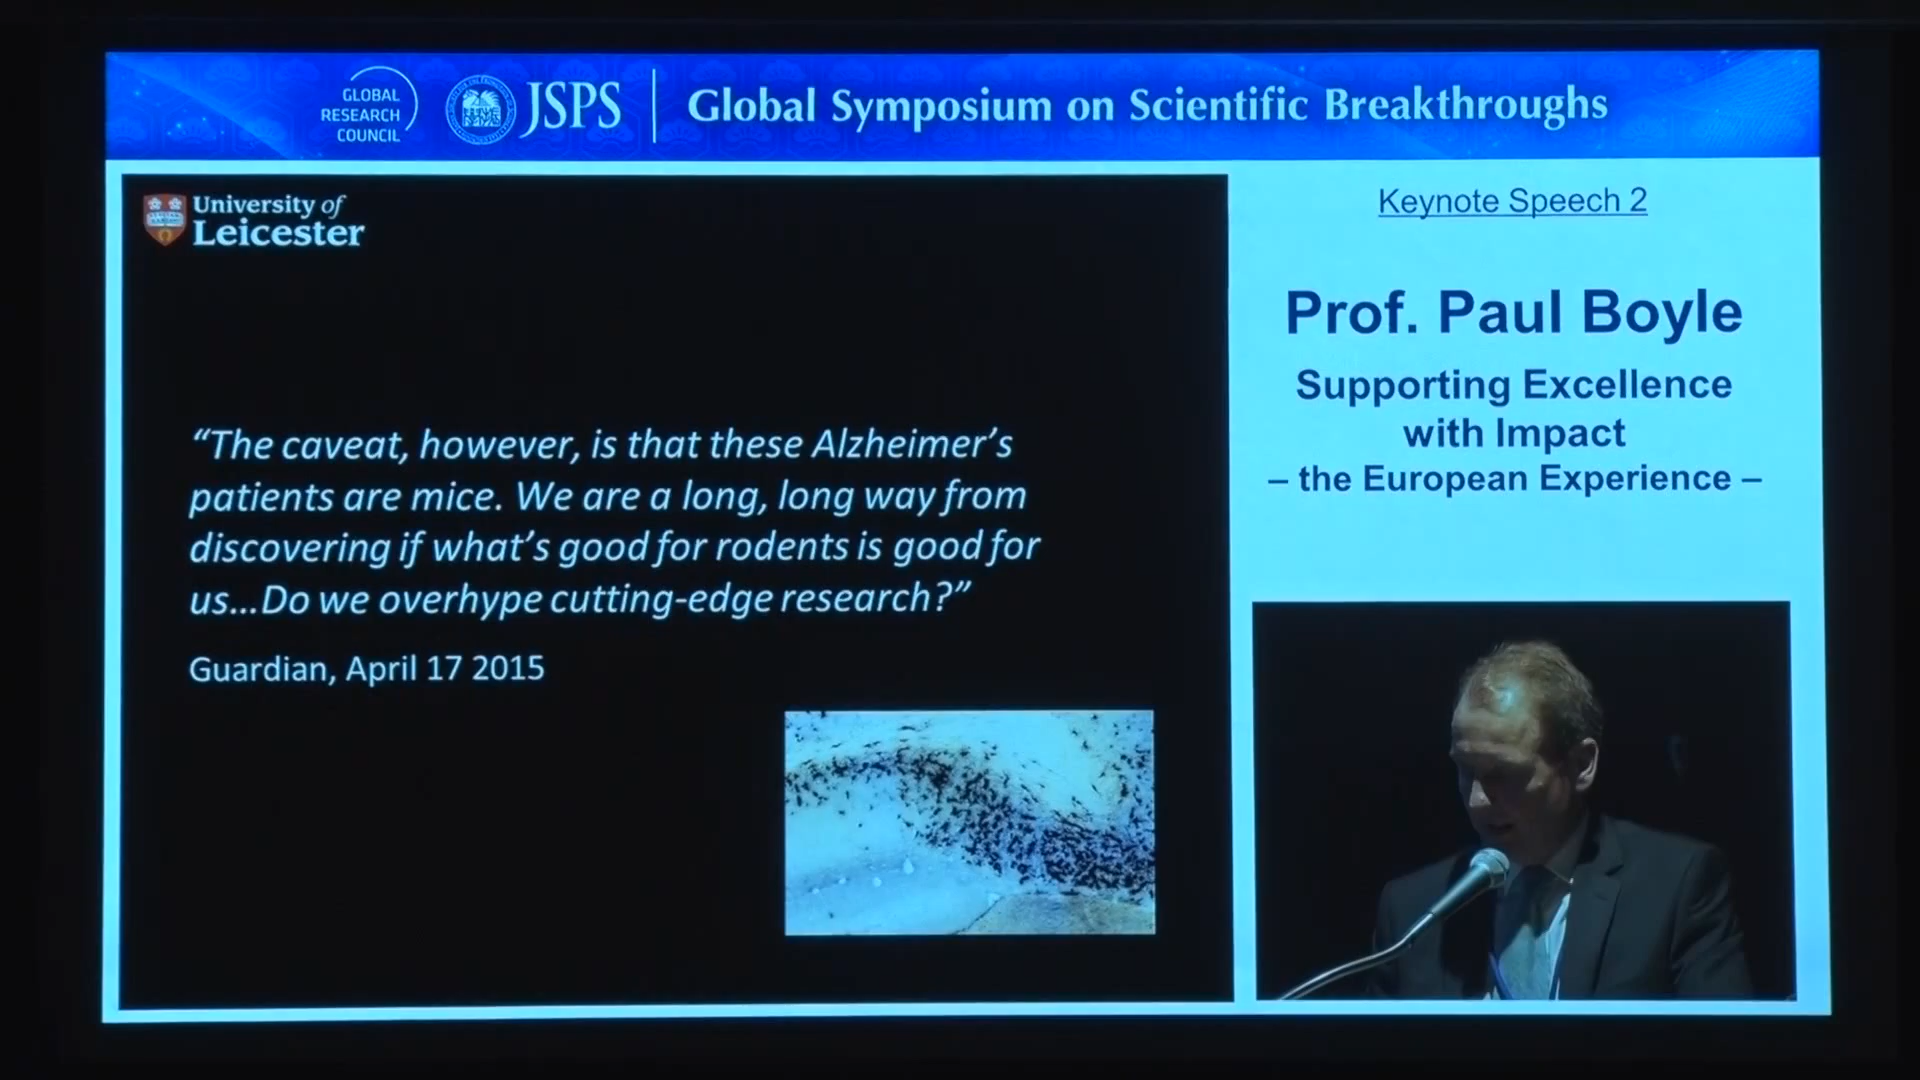 GLOBAL
RESEARCH
COUNCIL
JSPS
Global Symposium on Scientific Breakthroughs
University of
Leicester
“The caveat, however, is that these Alzheimer’s
patients are mice. We are a long, long way from
discovering if what’s good for rodents is good for
us…Do we overhype cutting-edge research?”
Guardian, April 17 2015
Keynote Speech 2
Prof. Paul Boyle
Supporting Excellence
with Impact
– the European Experience –